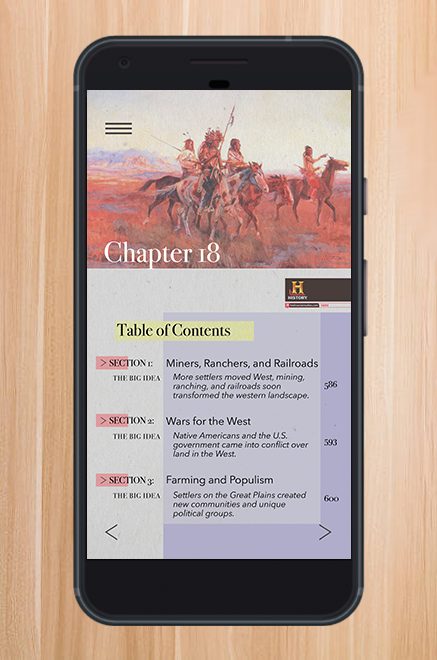 Chapter 18
H
HISTORY
Table of Contents
> SECTION 1: Miners, Ranchers, and Railroads
THE BIG IDEA More settlers moved West, mining,
ranching, and railroads soon 586
transformed the western landscape.
> SECTION 2: Wars for the West
THE BIG IDEA Native Americans and the U.S.
government came into conflict over 593
land in the West.
> SECTION 3: Farming and Populism
THE BIG IDEA Settlers on the Great Plains created 600
new communities and unique
political groups.